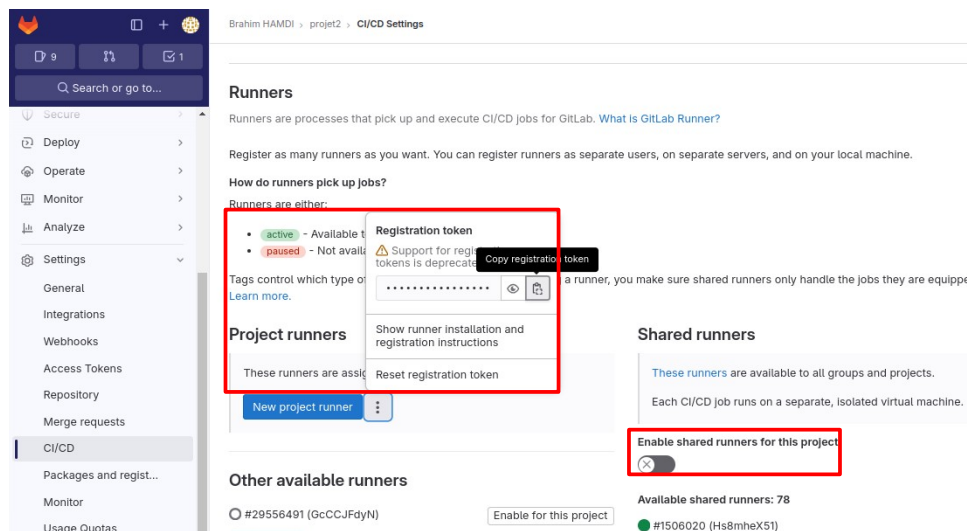 Brahim HAMDI › projet2 › CI/CD Settings
9
1
Search or go to...
Secure
Deploy
Operate
Monitor
Analyze
Settings
General
Integrations
Webhooks
Access Tokens
Repository
Merge requests
CI/CD
Packages and regist...
Monitor
Usage Quotas
Runners
Runners are processes that pick up and execute CI/CD jobs for GitLab. What is GitLab Runner?
Register as many runners as you want. You can register runners as separate users, on separate servers, and on your local machine.
How do runners pick up jobs?
Runners are either:
active - Available t
paused - Not availa
Tags control which type of a runner, you make sure shared runners only handle the jobs they are equippe
Learn more.
Registration token
Support for regist
tokens is deprecate
Copy registration token
Show runner installation and
registration instructions
Reset registration token
Project runners
These runners are assig
New project runner
Other available runners
#29556491 (GcCCJFdyN)
Enable for this project
Shared runners
These runners are available to all groups and projects.
Each CI/CD job runs on a separate, isolated virtual machine.
Enable shared runners for this project
Available shared runners: 78
#1506020 (Hs8mheX51)